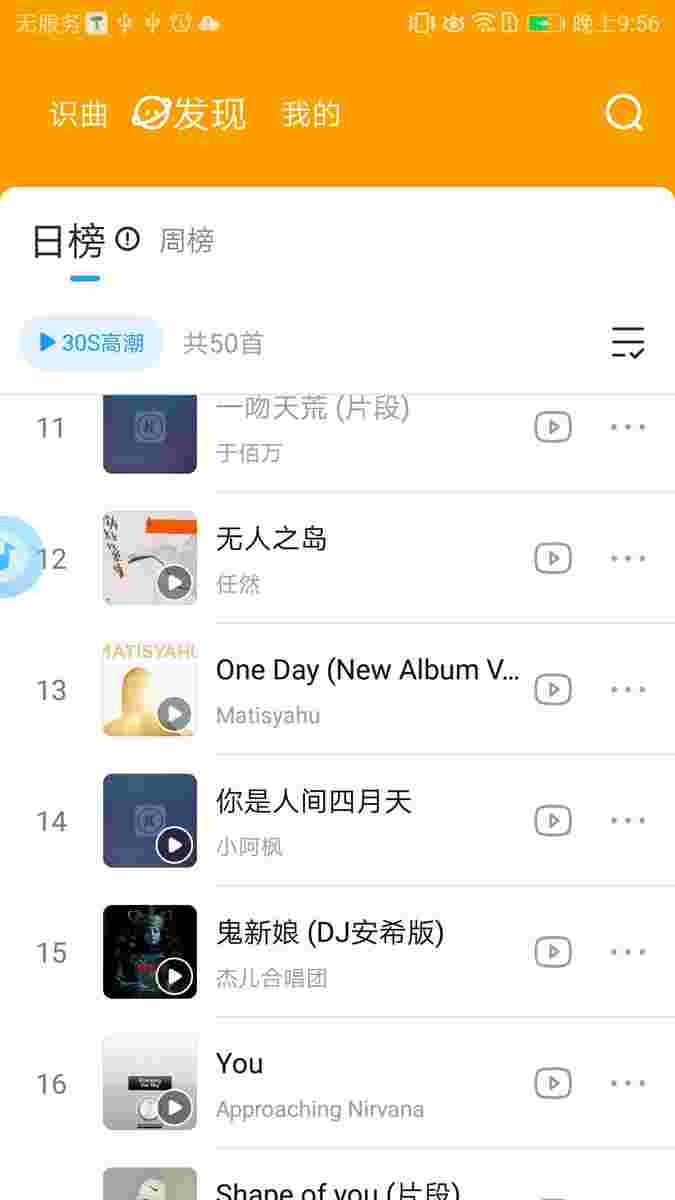 无服务 晚上9:56
识曲 发现 我的
日榜 周榜
30S高潮 共50首
11 一吻天荒 (片段)
于佰万
12 无人之岛
任然
MATISYAHU
13 One Day (New Album V...
Matisyahu
14 你是人间四月天
小阿枫
15 鬼新娘 (DJ安希版)
杰儿合唱团
16 You
Approaching Nirvana
Shape of you (片段)